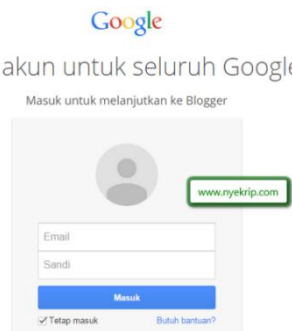 Google
akun untuk seluruh Google
Masuk untuk melanjutkan ke Blogger
www.nyekrip.com
Email
Sandi
Masuk
Tetap masuk
Butuh bantuan?